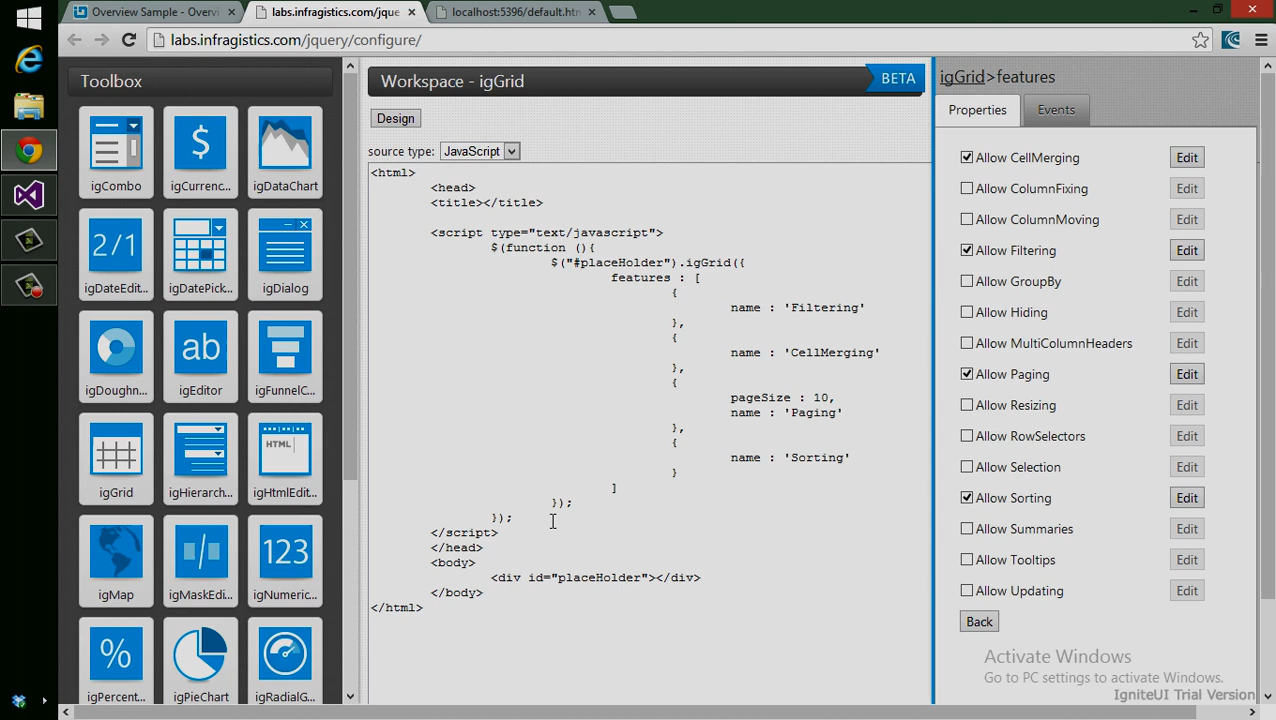 Overview Sample - Overvi
labs.infragistics.com/jque
localhost:5396/default.htn
labs.infragistics.com/jquery/configure/
Toolbox
igCombo
igCurrenc...
igDataChart
2/1
igDateEdit...
igDatePick...
igDialog
ab
igDoughn...
igEditor
igFunnelC...
HTML
igGrid
igHierarch...
igHtmlEdit...
123
igMap
igMaskEdi...
igNumeric...
%
igPercent...
igPieChart
igRadialG...
Workspace - igGrid
BETA
Design
source type: JavaScript
<html>
<head>
<title></title>
<script type="text/javascript">
$(function (){
$("#placeHolder").igGrid({
features : [
{
name : 'Filtering'
},
{
name : 'CellMerging'
},
{
pageSize : 10,
name : 'Paging'
},
{
name : 'Sorting'
}
]
});
});
</script>
</head>
<body>
<div id="placeHolder"></div>
</body>
</html>
igGrid>features
Properties
Events
Allow CellMerging Edit
Allow ColumnFixing Edit
Allow ColumnMoving Edit
Allow Filtering Edit
Allow GroupBy Edit
Allow Hiding Edit
Allow MultiColumnHeaders Edit
Allow Paging Edit
Allow Resizing Edit
Allow RowSelectors Edit
Allow Selection Edit
Allow Sorting Edit
Allow Summaries Edit
Allow Tooltips Edit
Allow Updating Edit
Back
Activate Windows
Go to PC settings to activate Windows.
IgniteUI Trial Version